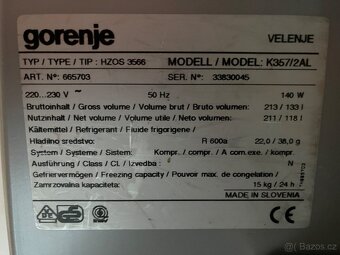 gorenje VELENJE
TYP / TYPE / TIP : HZOS 3566 MODELL / MODEL: K357/2AL
ART. N°: 665703 SER. N°: 33830045
220...230 V ~ 50 Hz 140 W
Bruttoinhalt / Gross volume / Volume brut / Bruto volumen 213 / 133 l
Nutzinhalt / Net volume / Volume utile / Neto volumen 211 / 118 l
Kältemittel / Refrigerant / Fluide frigorigene /
Hladilno sredstvo: R 600a 22,0 / 38,0 g
System / Systeme / Sistem: Kompr. / compr. / A com.exe. / kompr.
Ausführung / Class / Cl. / Izvedba: N
Gefriervermögen / Freezing capacity / Pouvoir max. de congelation /
Zamrzovalna kapaciteta: 15 kg / 24 h
MADE IN SLOVENIA
CE
bazos.cz